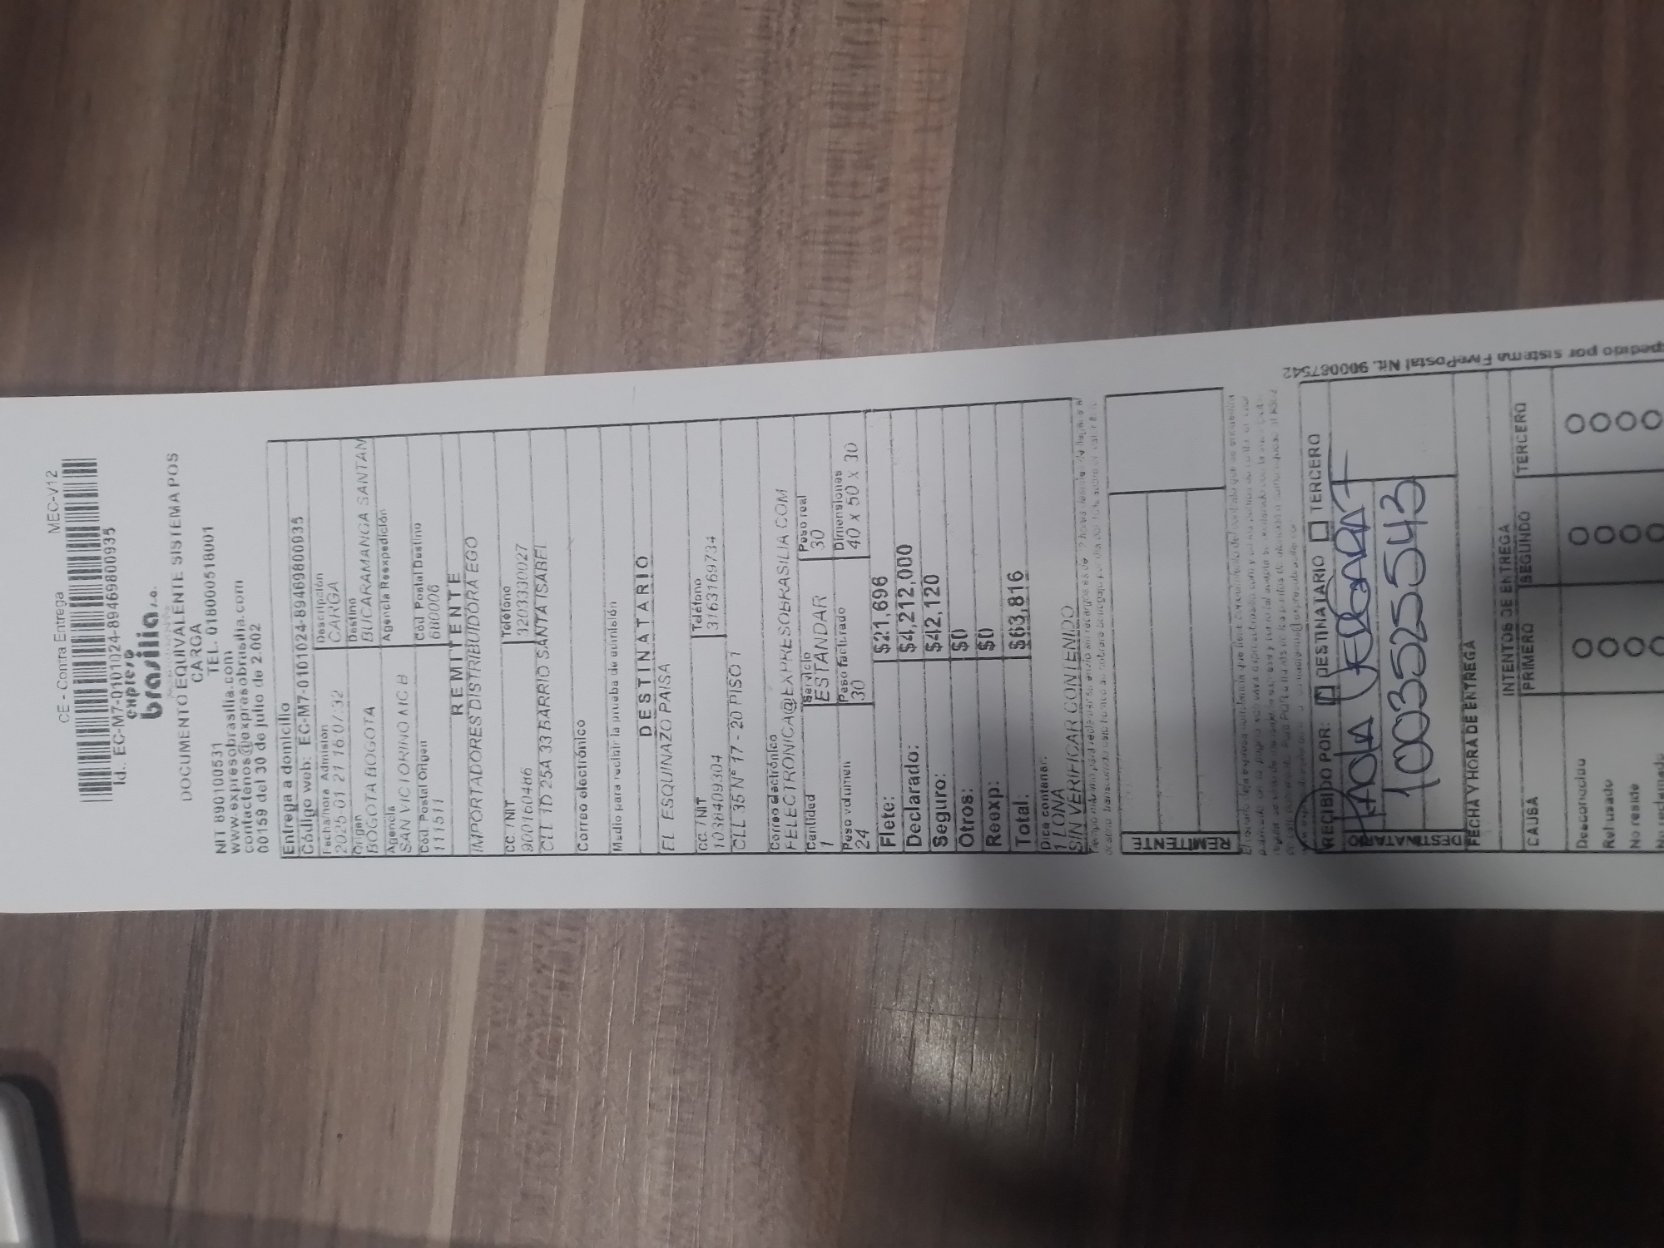 CE - Contra Entrega MEC-V12
Id.: EC-M7-0101024-89469800935
expreso
brasilia s.a.
DOCUMENTO EQUIVALENTE SISTEMA POS
CARGA
NIT 890100531 TEL. 018000518001
www.expresobrasilia.com
contactenos@expresobrasilia.com
00159 del 30 de julio de 2.002
Entrega a domicilio
Código web: EC-M7-0101024-89469800935
Fecha/hora Admisión Descripción
2025 01 21 16 07:32 CARGA
Origen Destino
BOGOTA BOGOTA BUCARAMANGA SANTAN
Agencia Agencia Reexpedición
SAN VICTORINO MCB
Cód. Postal Origen Cód. Postal Destino
111511 680006
REMITENTE
IMPORTADORES DISTRIBUIDORA EGO
CC. / NIT Teléfono
900160486 3203330027
CLL 1D 25A 33 BARRIO SANTA ISABEL
Correo electrónico
Medio para recibir la prueba de
DESTINATARIO
EL ESQUINAZO PAISA
CC. / NIT Teléfono
1038409304 3163169734
CLL 35 N° 17 - 20 PISO 1
Correo electrónico
FELECTRONICA@EXPRESOBRASILIA.COM
Cantidad Servicio Peso real
1 ESTANDAR 30
Peso volumen Peso facturado Dimensiones
24 30 40 x 50 x 30
Flete: $21,696
Declarado: $4,212,000
Seguro: $42,120
Otros: $0
Reexp: $0
Total: $63,816
Dice contener:
1 LONA
SIN VERIFICAR CONTENIDO
REMITENTE
RECIBIDO POR: DESTINATARIO TERCERO
1003525543
DESTINATARIO
FECHA Y HORA DE ENTREGA
INTENTOS DE ENTREGA
CAUSA PRIMERO SEGUNDO TERCERO
Desconocido
Rehusado
No reside
No reclamado
pedido por sistema FivePostal Nit. 900087542